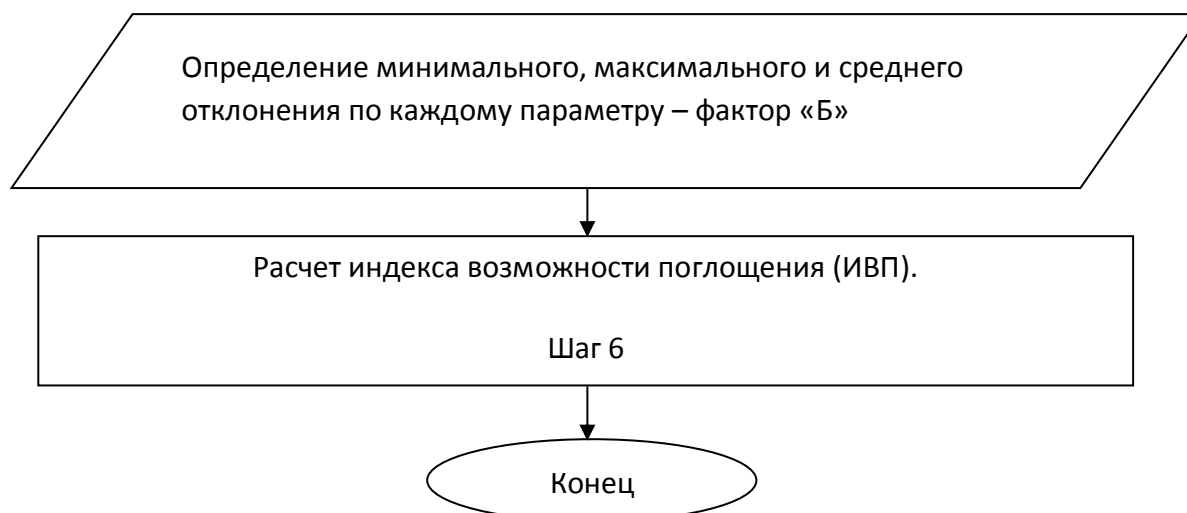 Определение минимального, максимального и среднего
отклонения по каждому параметру – фактор «Б»
Расчет индекса возможности поглощения (ИВП).
Шаг 6
Конец